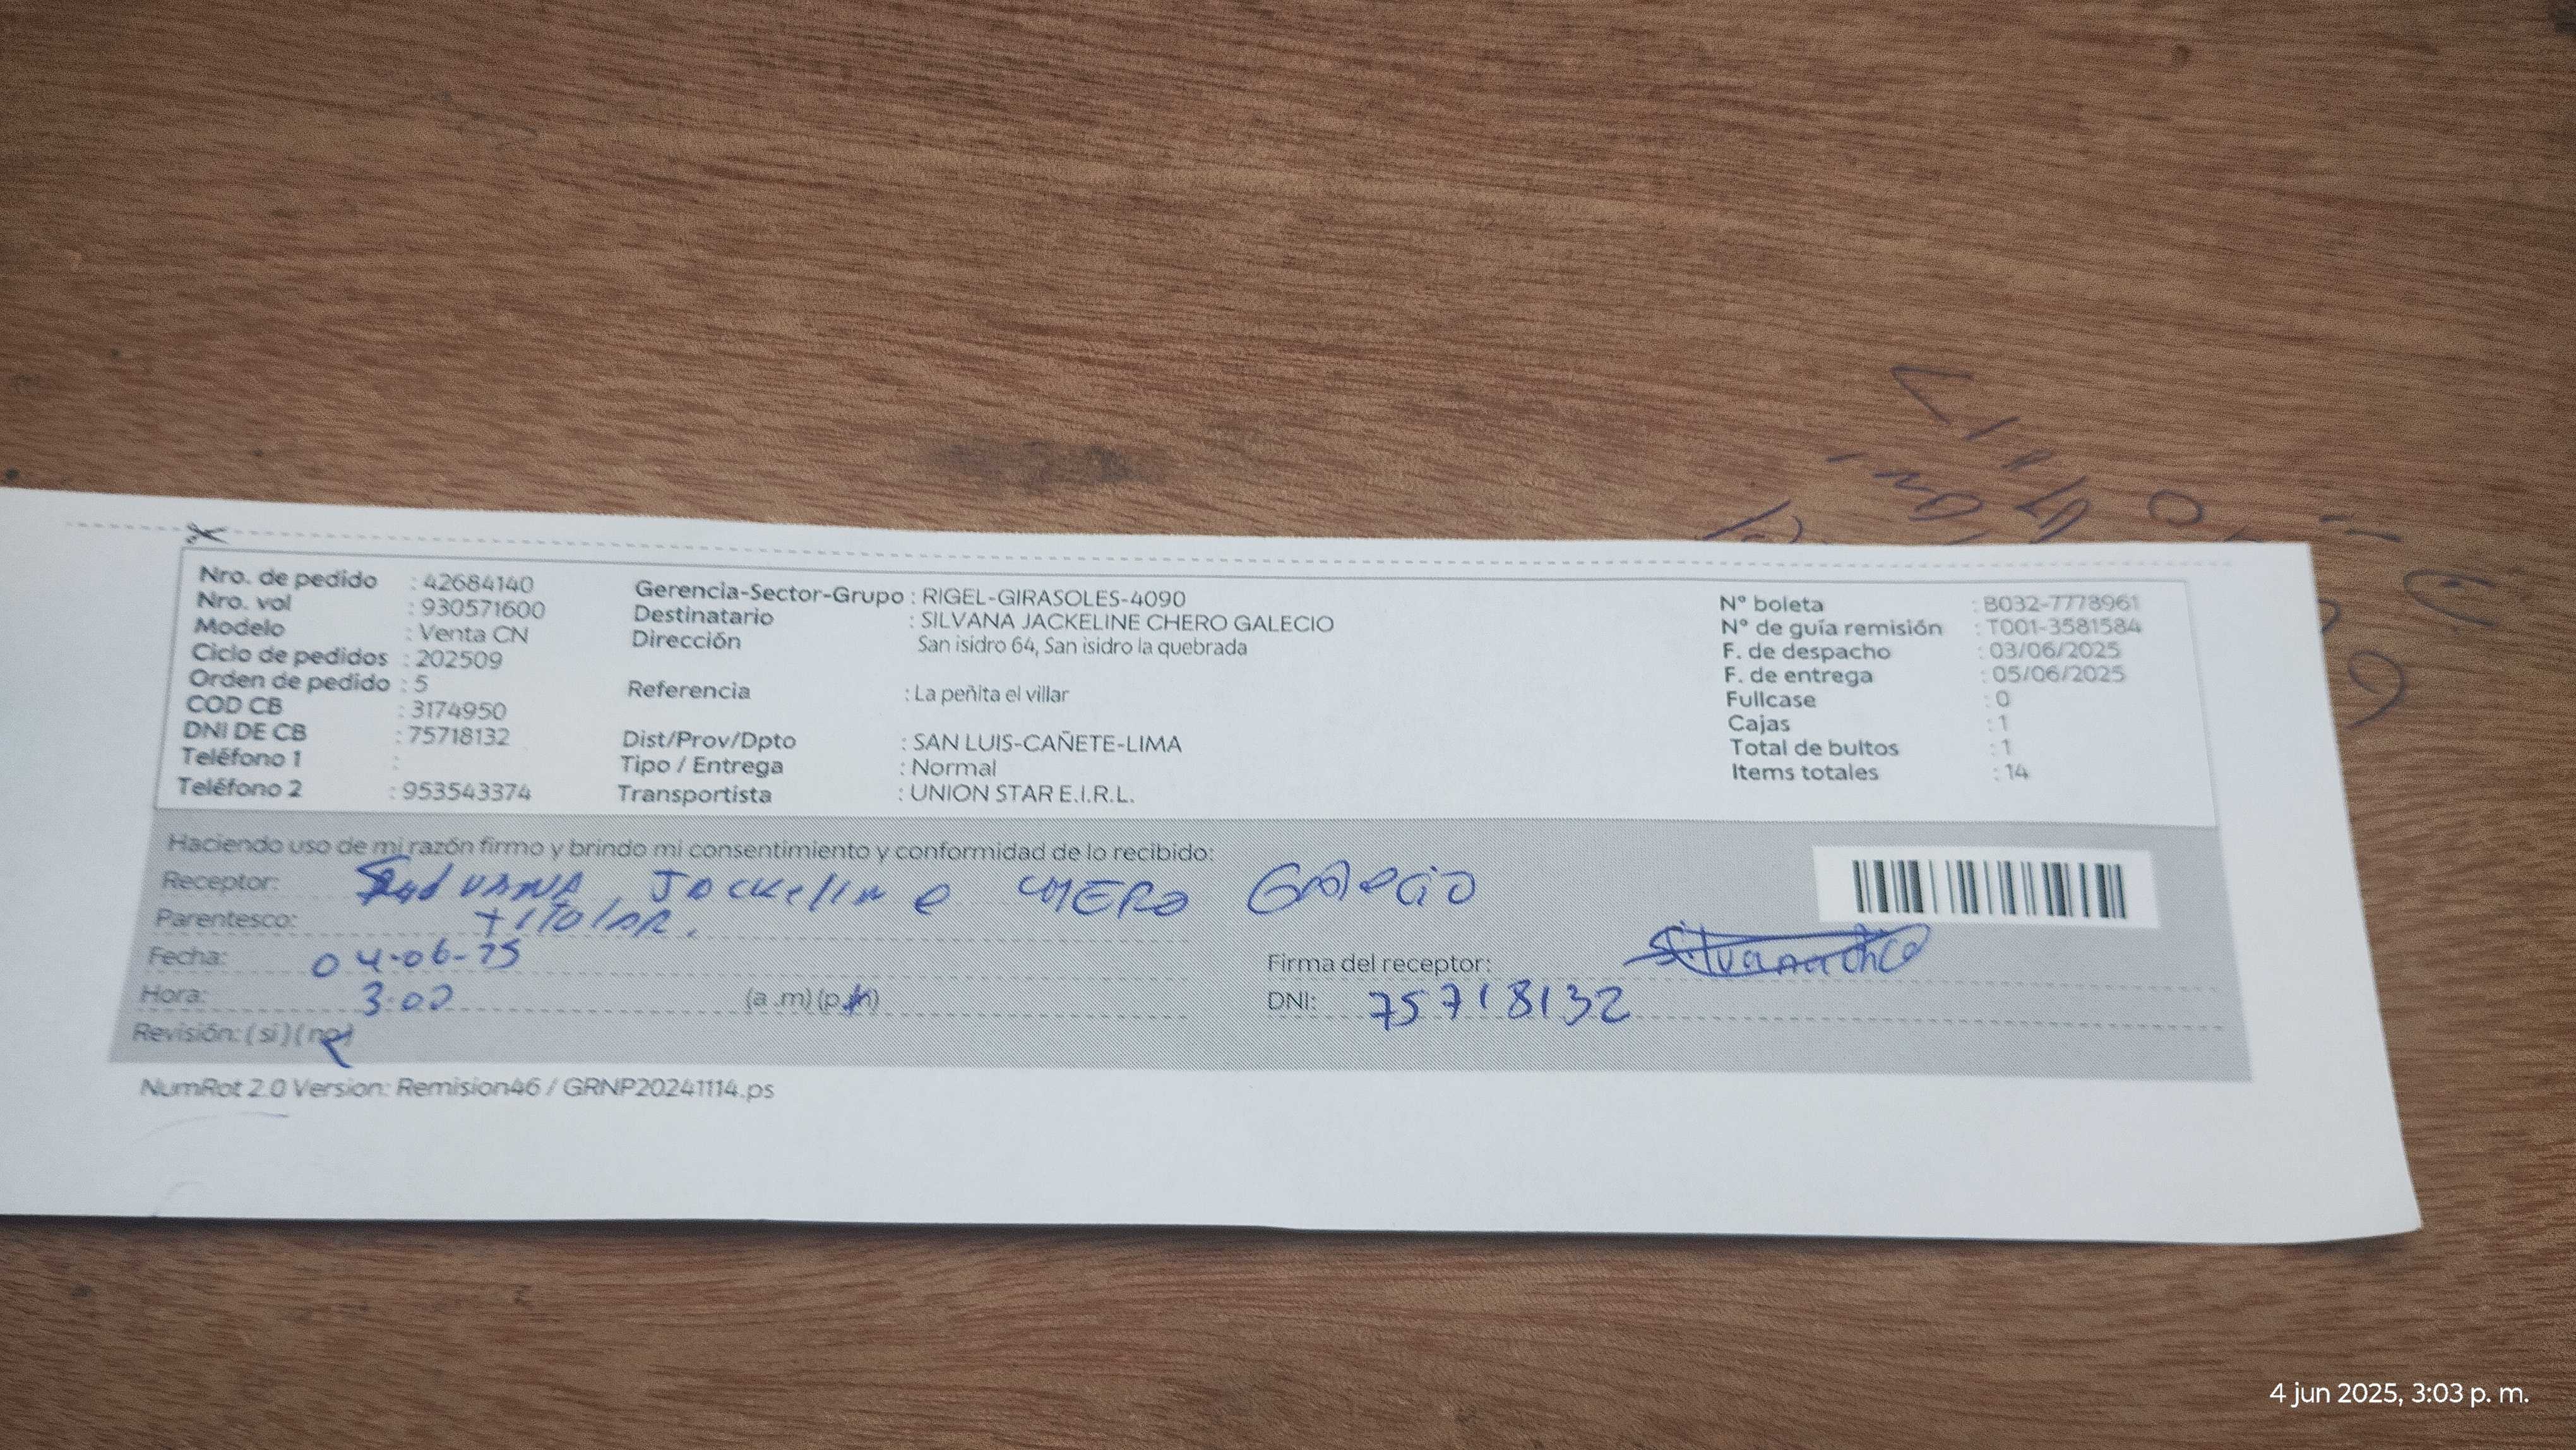 Nro. de pedido : 42684140
Nro. vol : 930571600
Modelo : Venta CN
Ciclo de pedidos : 202509
Orden de pedido : 5
COD CB : 3174950
DNI DE CB : 75718132
Teléfono 1 :
Teléfono 2 : 953543374
Gerencia-Sector-Grupo : RIGEL-GIRASOLES-4090
Destinatario : SILVANA JACKELINE CHERO GALECIO
Dirección San isidro 64, San isidro la quebrada
Referencia : La peñita el villar
Dist/Prov/Dpto : SAN LUIS-CAÑETE-LIMA
Tipo / Entrega : Normal
Transportista : UNION STAR E.I.R.L.
N° boleta : B032-7778961
N° de guía remisión : T001-3581584
F. de despacho : 03/06/2025
F. de entrega : 05/06/2025
Fullcase : 0
Cajas : 1
Total de bultos : 1
Items totales : 14
Haciendo uso de mi razón firmo y brindo mi consentimiento y conformidad de lo recibido:
Receptor: JACKeline CHERO GALeCiO
Parentesco: titolAR.
Fecha: 04-06-25
Hora: 3:02 (a.m) (p.m)
Revisión: (si) (no)
Firma del receptor:
DNI: 75718132
NumRot 2.0 Version: Remision46 / GRNP20241114.ps
4 jun 2025, 3:03 p. m.